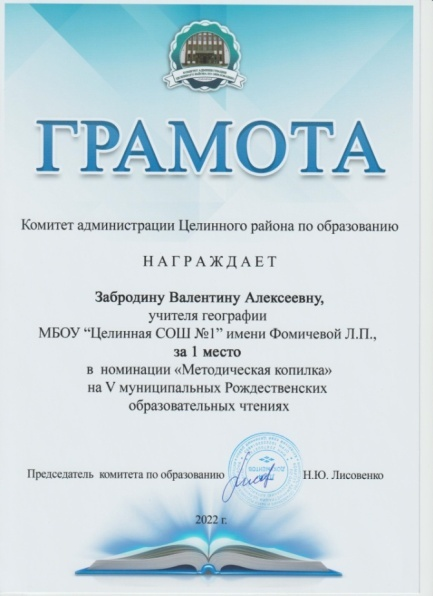 ГРАМОТА
Комитет администрации Целинного района по образованию
НАГРАЖДАЕТ
Забродину Валентину Алексеевну,
учителя географии
МБОУ “Целинная СОШ №1” имени Фомичевой Л.П.,
за 1 место
в номинации «Методическая копилка»
на V муниципальных Рождественских
образовательных чтениях
Председатель комитета по образованию Н.Ю. Лисовенко
2022 г.